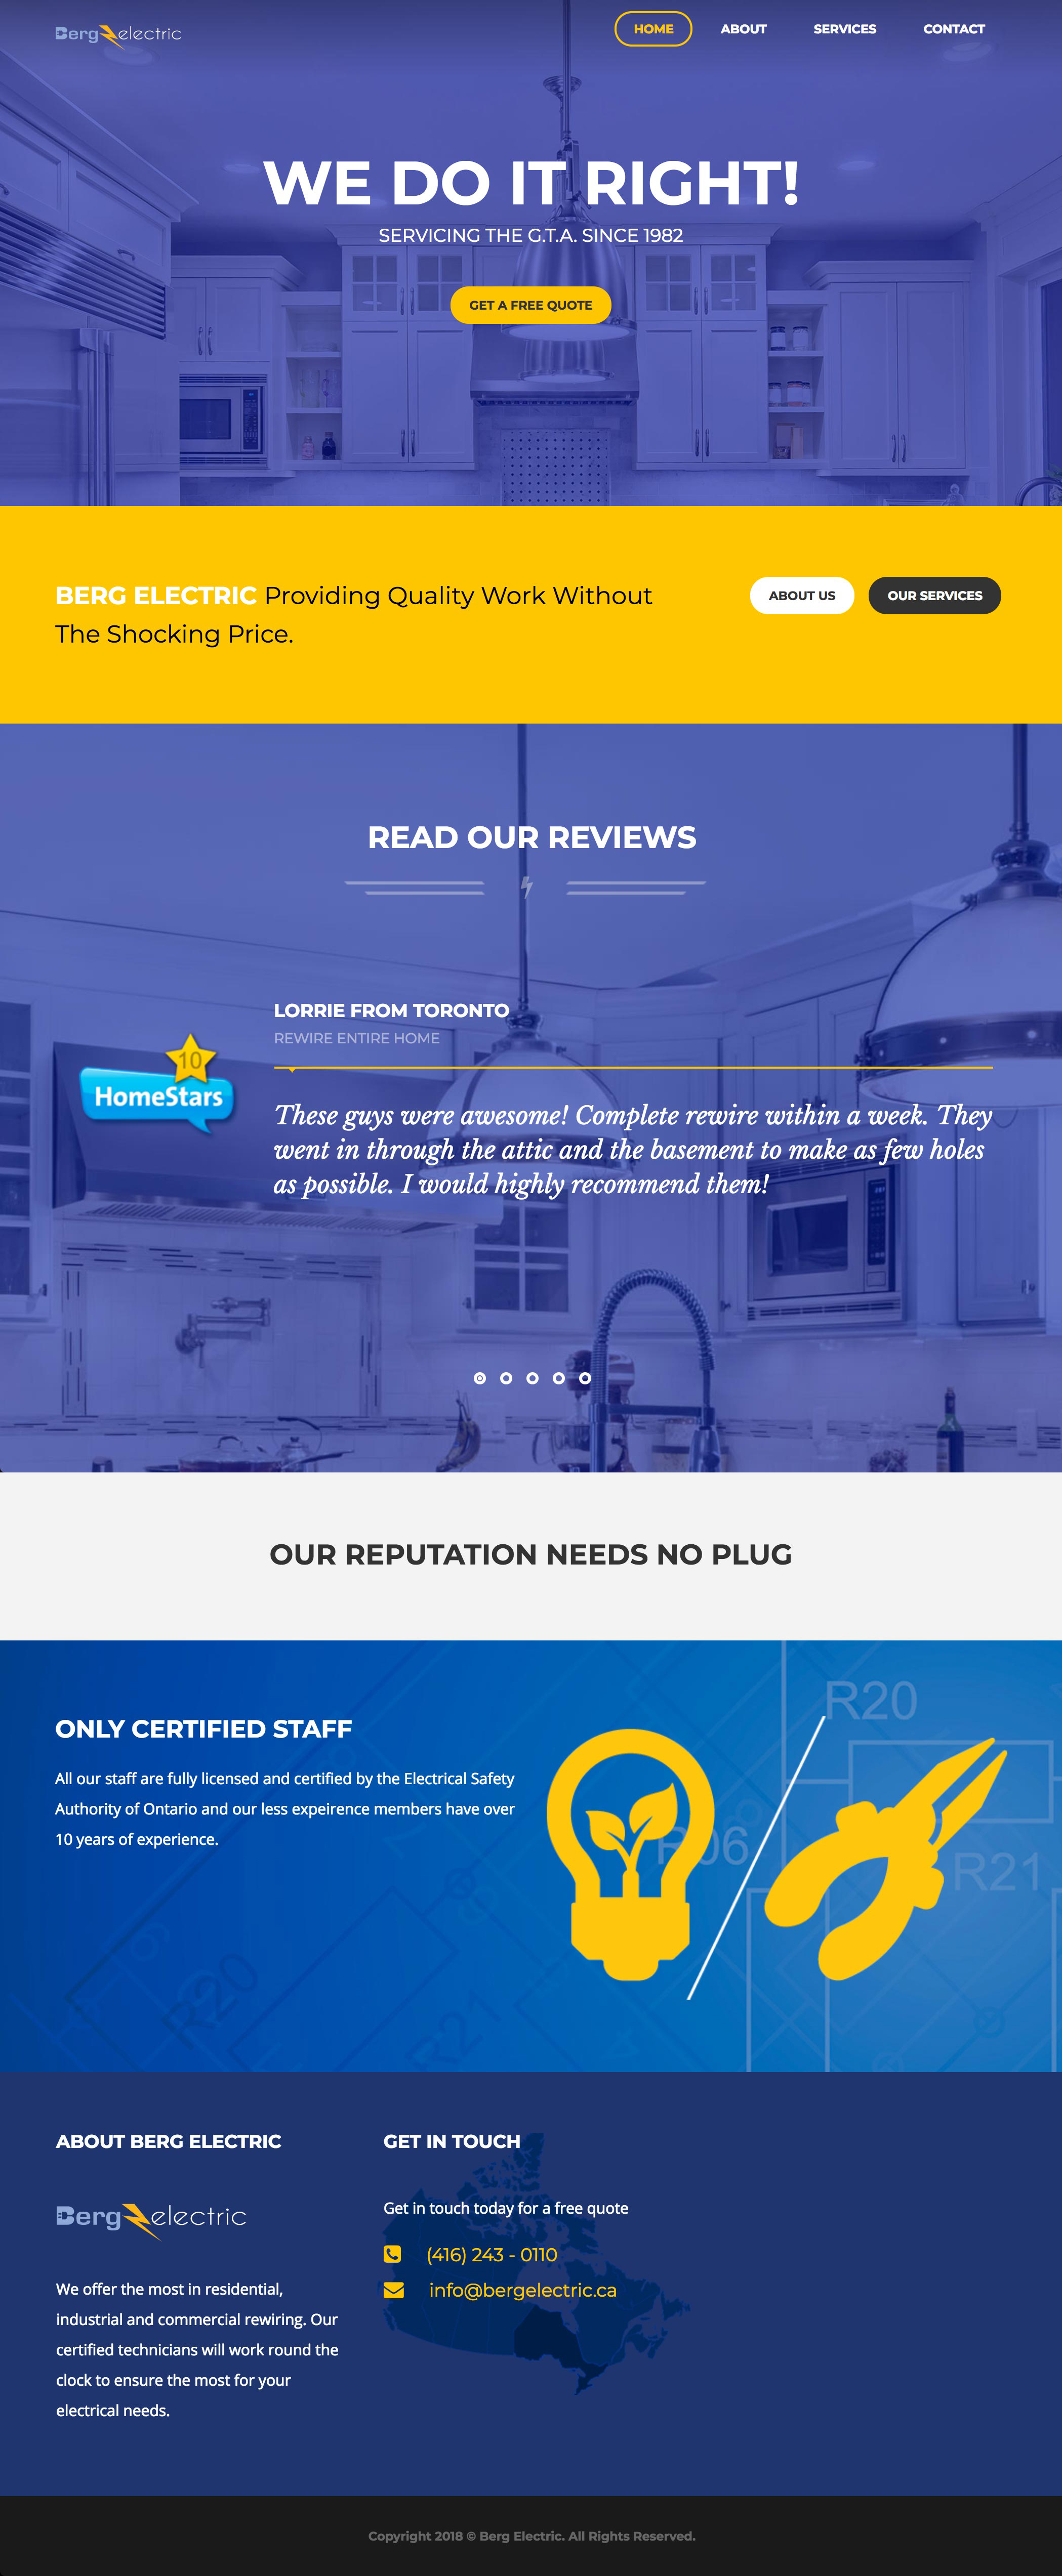 Berg electric
HOME
ABOUT
SERVICES
CONTACT
WE DO IT RIGHT!
SERVICING THE G.T.A. SINCE 1982
GET A FREE QUOTE
BERG ELECTRIC Providing Quality Work Without
The Shocking Price.
ABOUT US
OUR SERVICES
READ OUR REVIEWS
LORRIE FROM TORONTO
REWIRE ENTIRE HOME
10
HomeStars
These guys were awesome! Complete rewire within a week. They
went in through the attic and the basement to make as few holes
as possible. I would highly recommend them!
OUR REPUTATION NEEDS NO PLUG
ONLY CERTIFIED STAFF
All our staff are fully licensed and certified by the Electrical Safety
Authority of Ontario and our less expeirence members have over
10 years of experience.
R20
R06
R21
R20
R21
ABOUT BERG ELECTRIC
Berg electric
We offer the most in residential,
industrial and commercial rewiring. Our
certified technicians will work round the
clock to ensure the most for your
electrical needs.
GET IN TOUCH
Get in touch today for a free quote
(416) 243 - 0110
info@bergelectric.ca
Copyright 2018 © Berg Electric. All Rights Reserved.